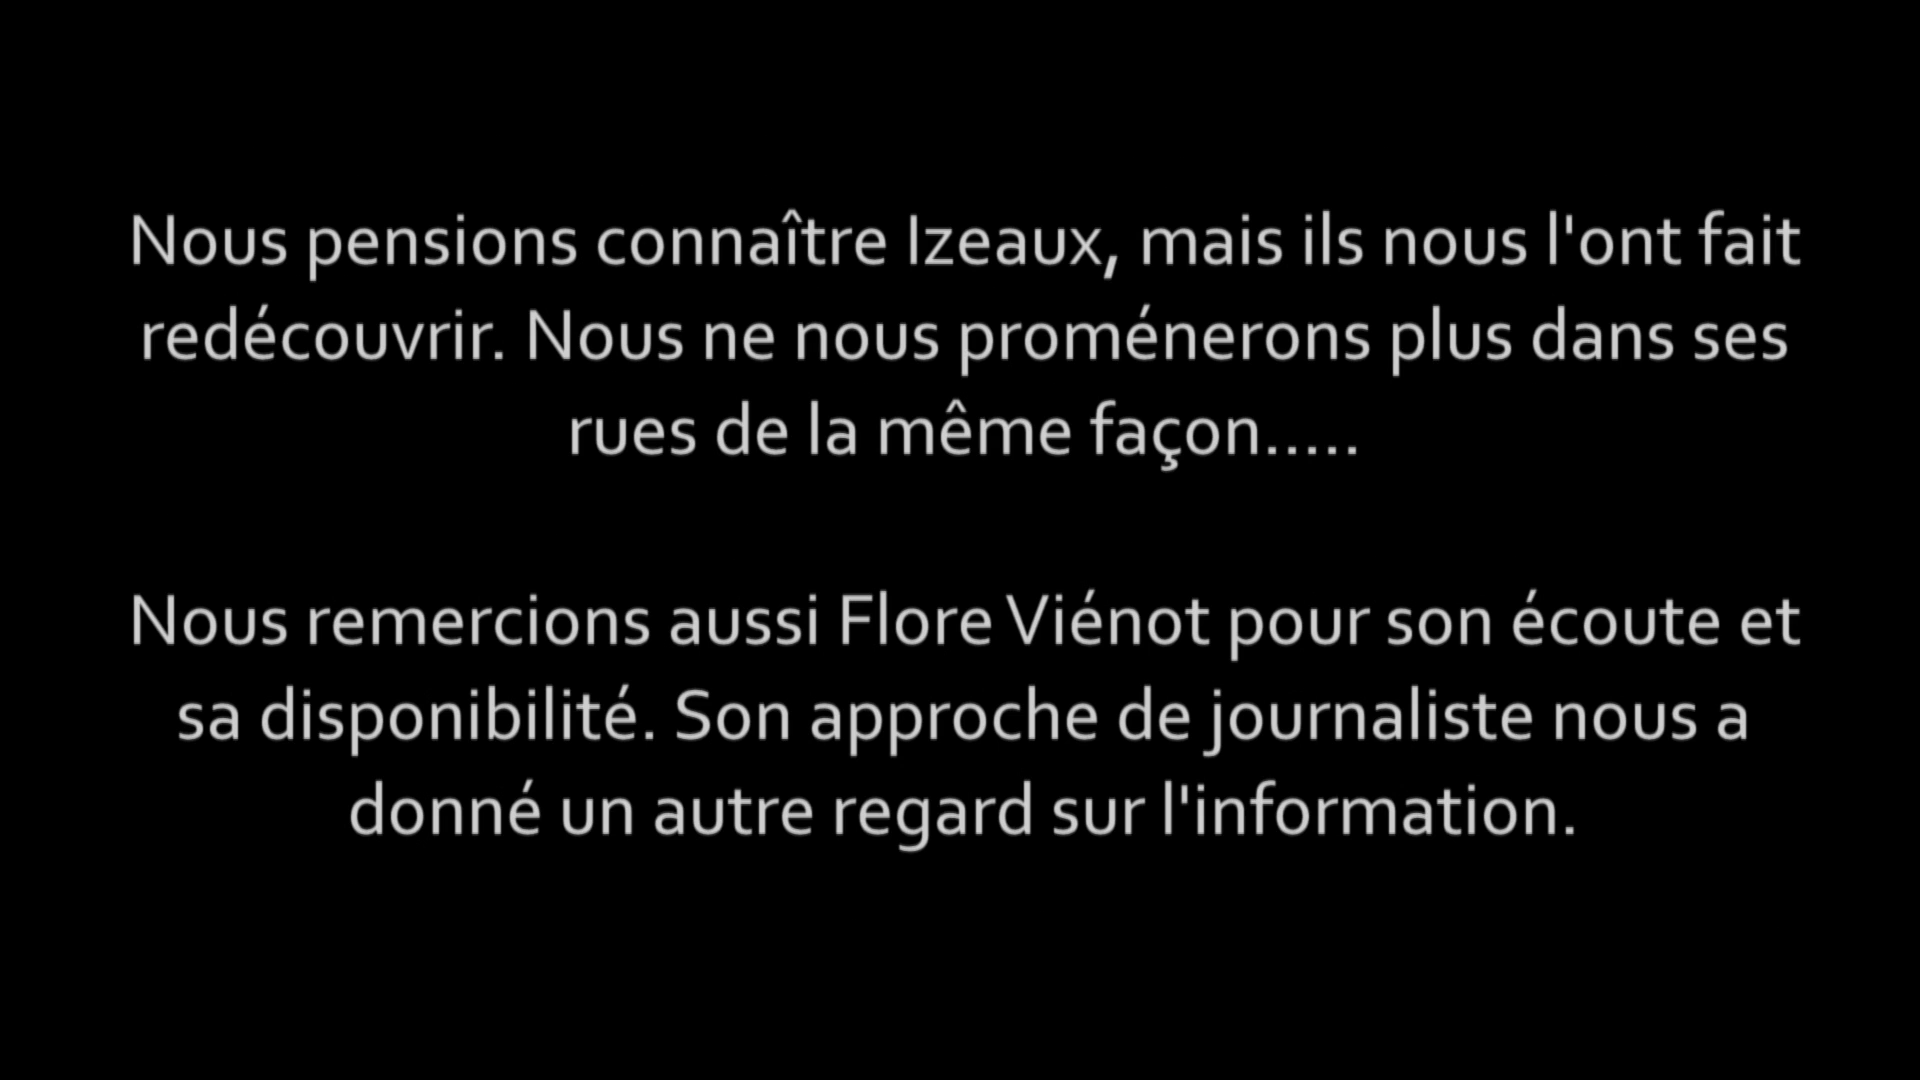 Nous pensions connaître Izeaux, mais ils nous l'ont fait
redécouvrir. Nous ne nous proménerons plus dans ses
rues de la même façon.....
Nous remercions aussi Flore Viénot pour son écoute et
sa disponibilité. Son approche de journaliste nous a
donné un autre regard sur l'information.